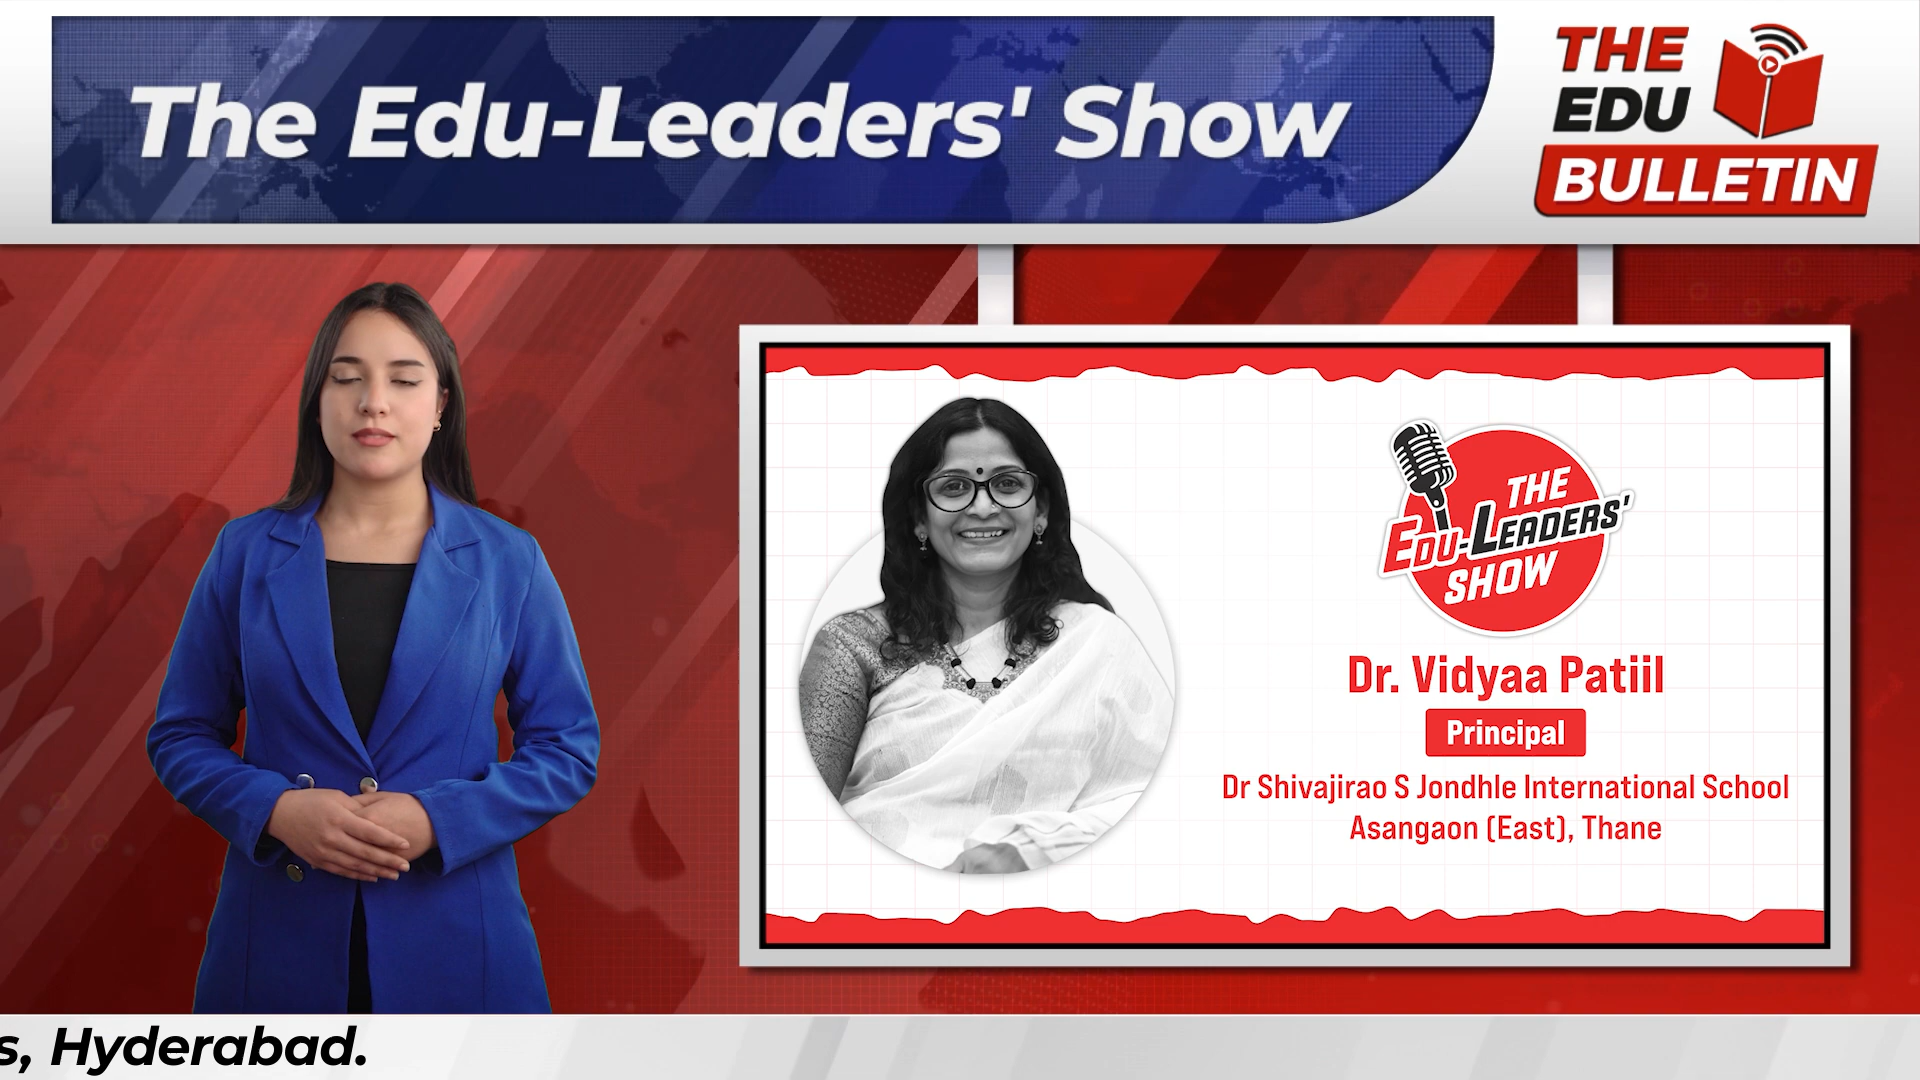 The Edu-Leaders' Show
THE
EDU
BULLETIN
THE
EDU-LEADERS'
SHOW
Dr. Vidyaa Patiil
Principal
Dr Shivajirao S Jondhle International School
Asangaon (East), Thane
s, Hyderabad.